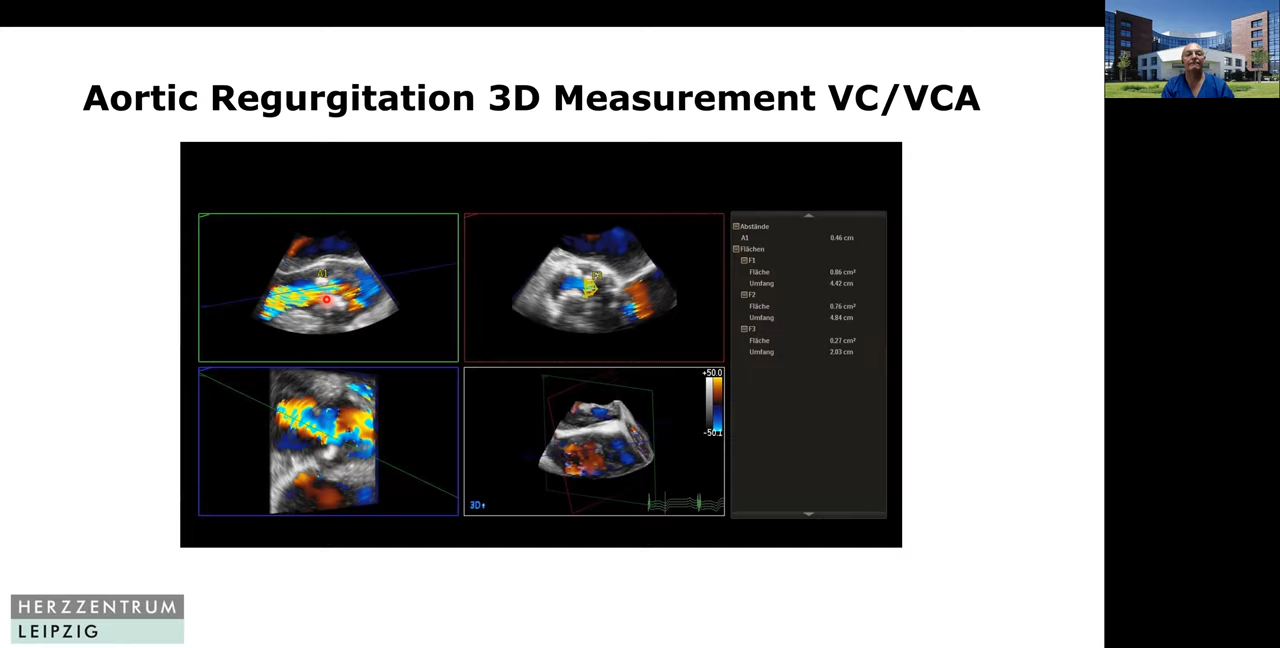 Aortic Regurgitation 3D Measurement VC/VCA
A1
Abstände
A1 0.46 cm
Flächen
F1
Fläche 0.86 cm²
Umfang 4.42 cm
F2
Fläche 0.76 cm²
Umfang 4.84 cm
F3
Fläche 0.27 cm²
Umfang 2.03 cm
+50.0
-50.1
3D
HERZZENTRUM
LEIPZIG